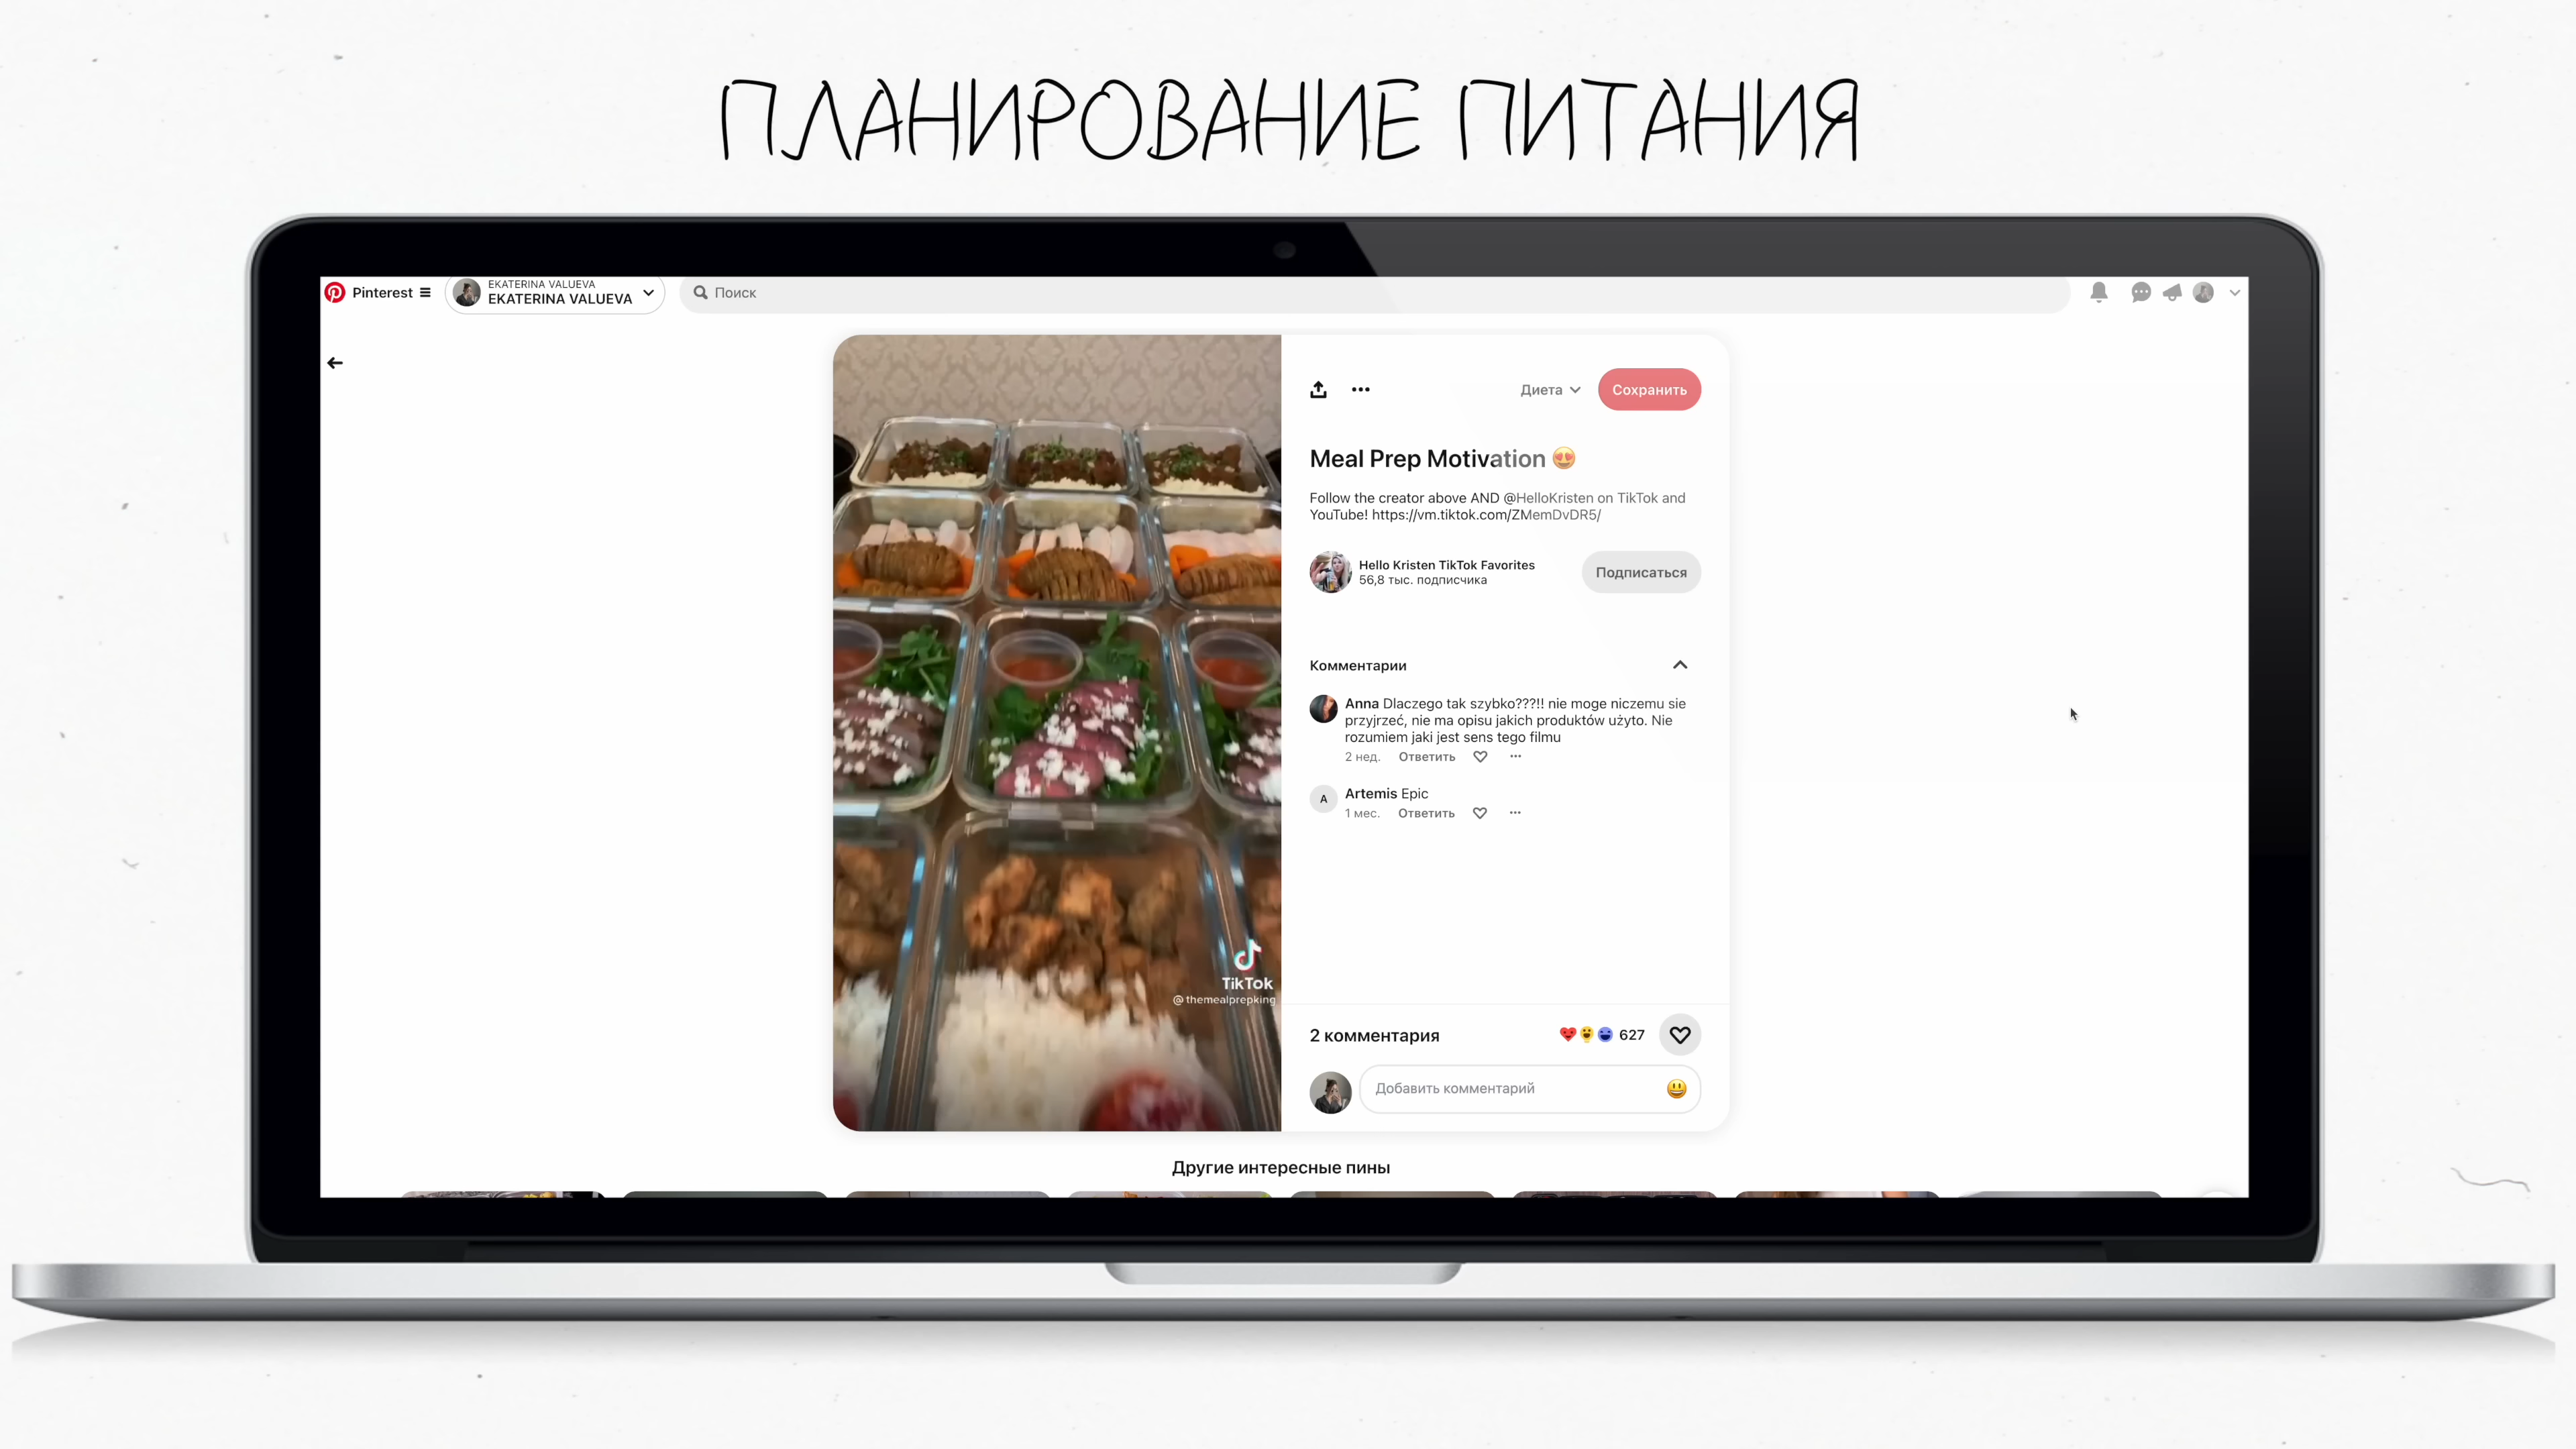 ПЛАНИРОВАНИЕ ПИТАНИЯ
Pinterest
EKATERINA VALUEVA
EKATERINA VALUEVA
Поиск
Диета
Сохранить
Meal Prep Motivation 😍
Follow the creator above AND @HelloKristen on TikTok and
YouTube! https://vm.tiktok.com/ZMemDvDR5/
Hello Kristen TikTok Favorites
56,8 тыс. подписчика
Подписаться
Комментарии
Anna Dlaczego tak szybko???!! nie moge niczemu sie
przyjrzeć, nie ma opisu jakich produktów użyto. Nie
rozumiem jaki jest sens tego filmu
2 нед. Ответить
A
Artemis Epic
1 мес. Ответить
TikTok
@themealprepking
2 комментария
627
Добавить комментарий
Другие интересные пины